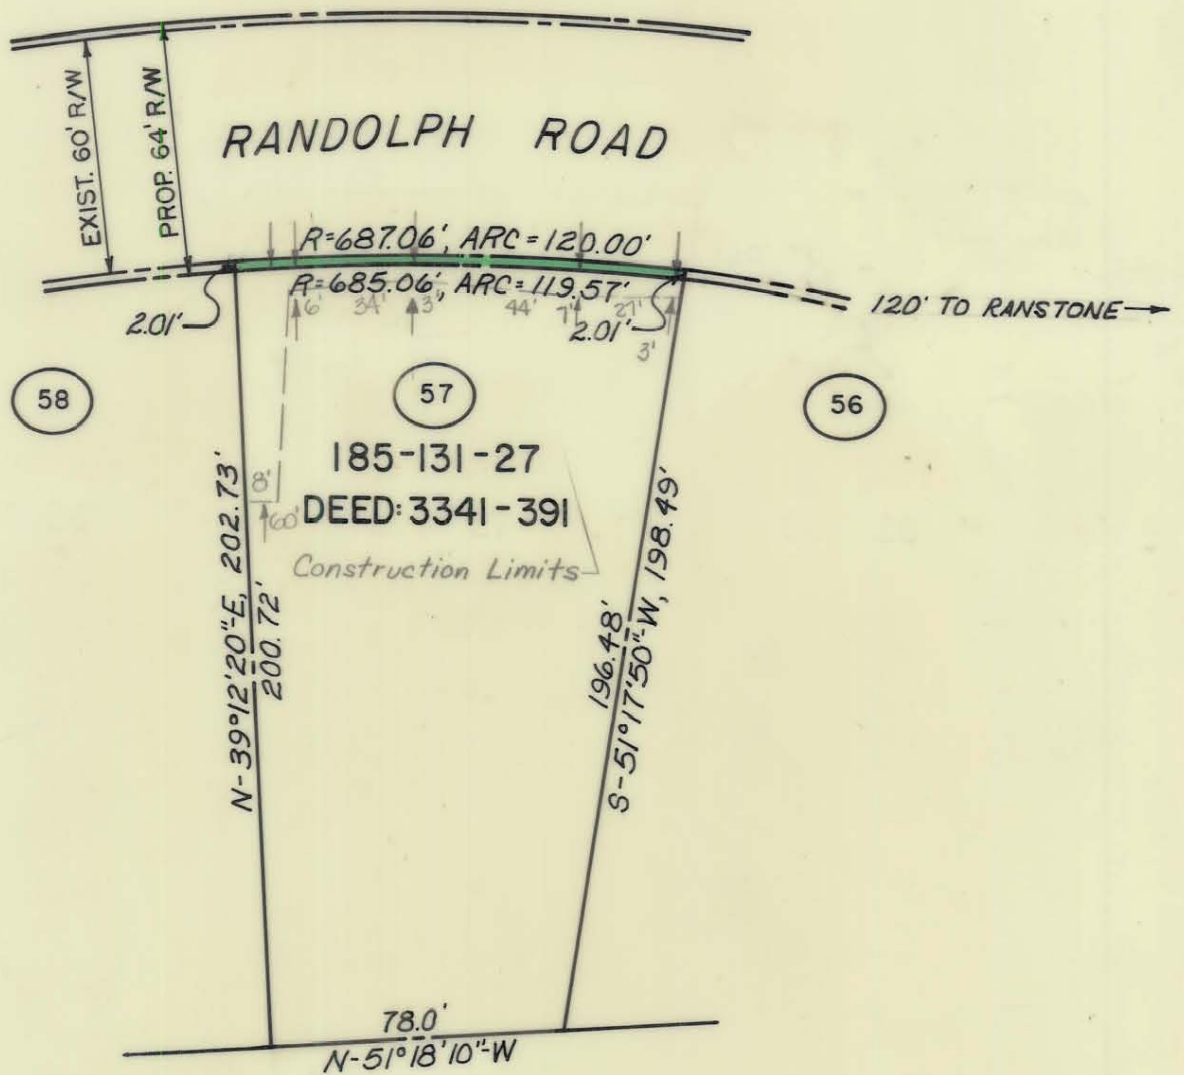 EXIST. 60' R/W
PROP. 64' R/W
RANDOLPH ROAD
R=687.06', ARC=120.00'
R=685.06', ARC=119.57'
6'
34'
3'
44'
7'
27'
3'
2.01'
2.01'
120' TO RANSTONE
58
57
56
185-131-27
DEED: 3341-391
8'
60'
Construction Limits
N-39°12'20"-E, 202.73'
200.72'
196.48'
S-51°17'50"-W, 198.49'
78.0'
N-51°18'10"-W